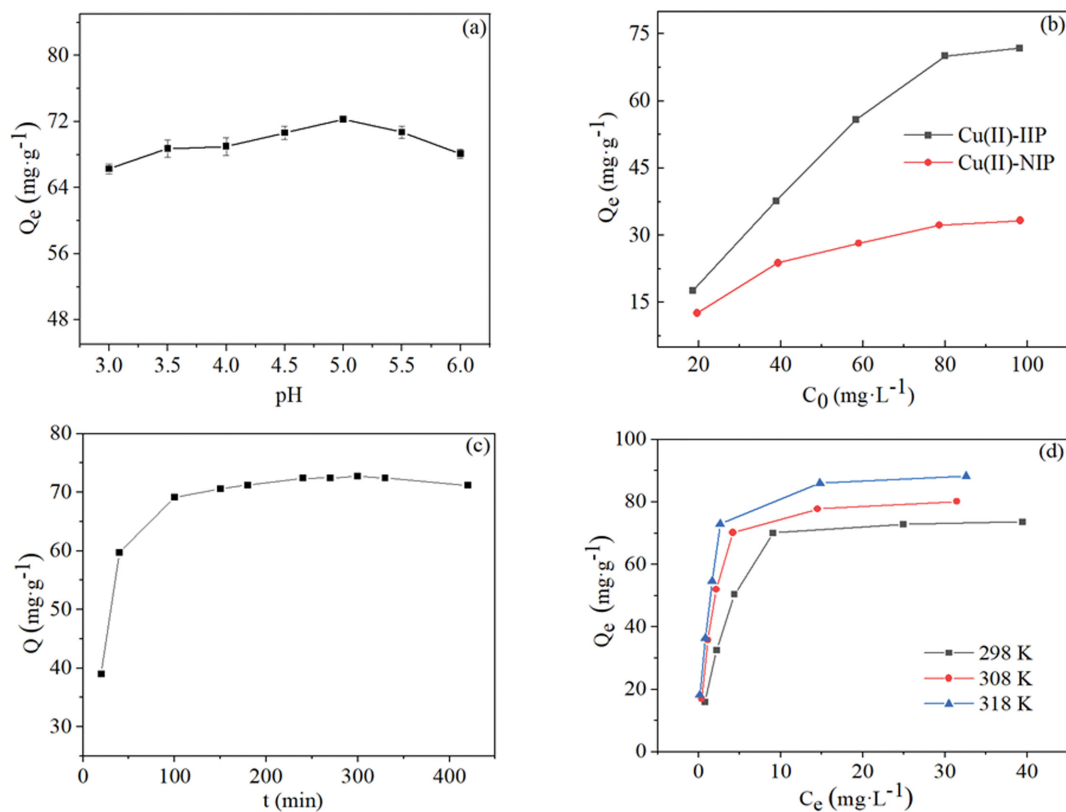 (a)
80
72
64
56
48
Qe (mg·g-1)
3.0 3.5 4.0 4.5 5.0 5.5 6.0
pH
(b)
75
60
45
30
15
Qe (mg·g-1)
Cu(II)-IIP
Cu(II)-NIP
20 40 60 80 100
C0 (mg·L-1)
(c)
80
70
60
50
40
30
Q (mg·g-1)
0 100 200 300 400
t (min)
(d)
100
80
60
40
20
0
Qe (mg·g-1)
298 K
308 K
318 K
0 10 20 30 40
Ce (mg·L-1)